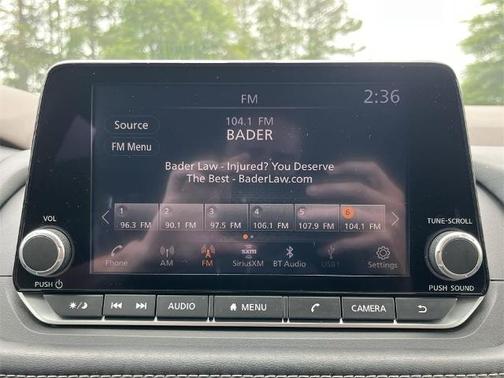 FM
2:36
Source
104.1 FM
BADER
FM Menu
Bader Law - Injured? You Deserve
The Best - BaderLaw.com
1 2 3 4 5 6
96.3 FM 90.1 FM 97.5 FM 106.1 FM 107.9 FM 104.1 FM
VOL
TUNE·SCROLL
Phone AM FM SiriusXM BT Audio USB1 Settings
sxm
PUSH
PUSH SOUND
AUDIO MENU CAMERA